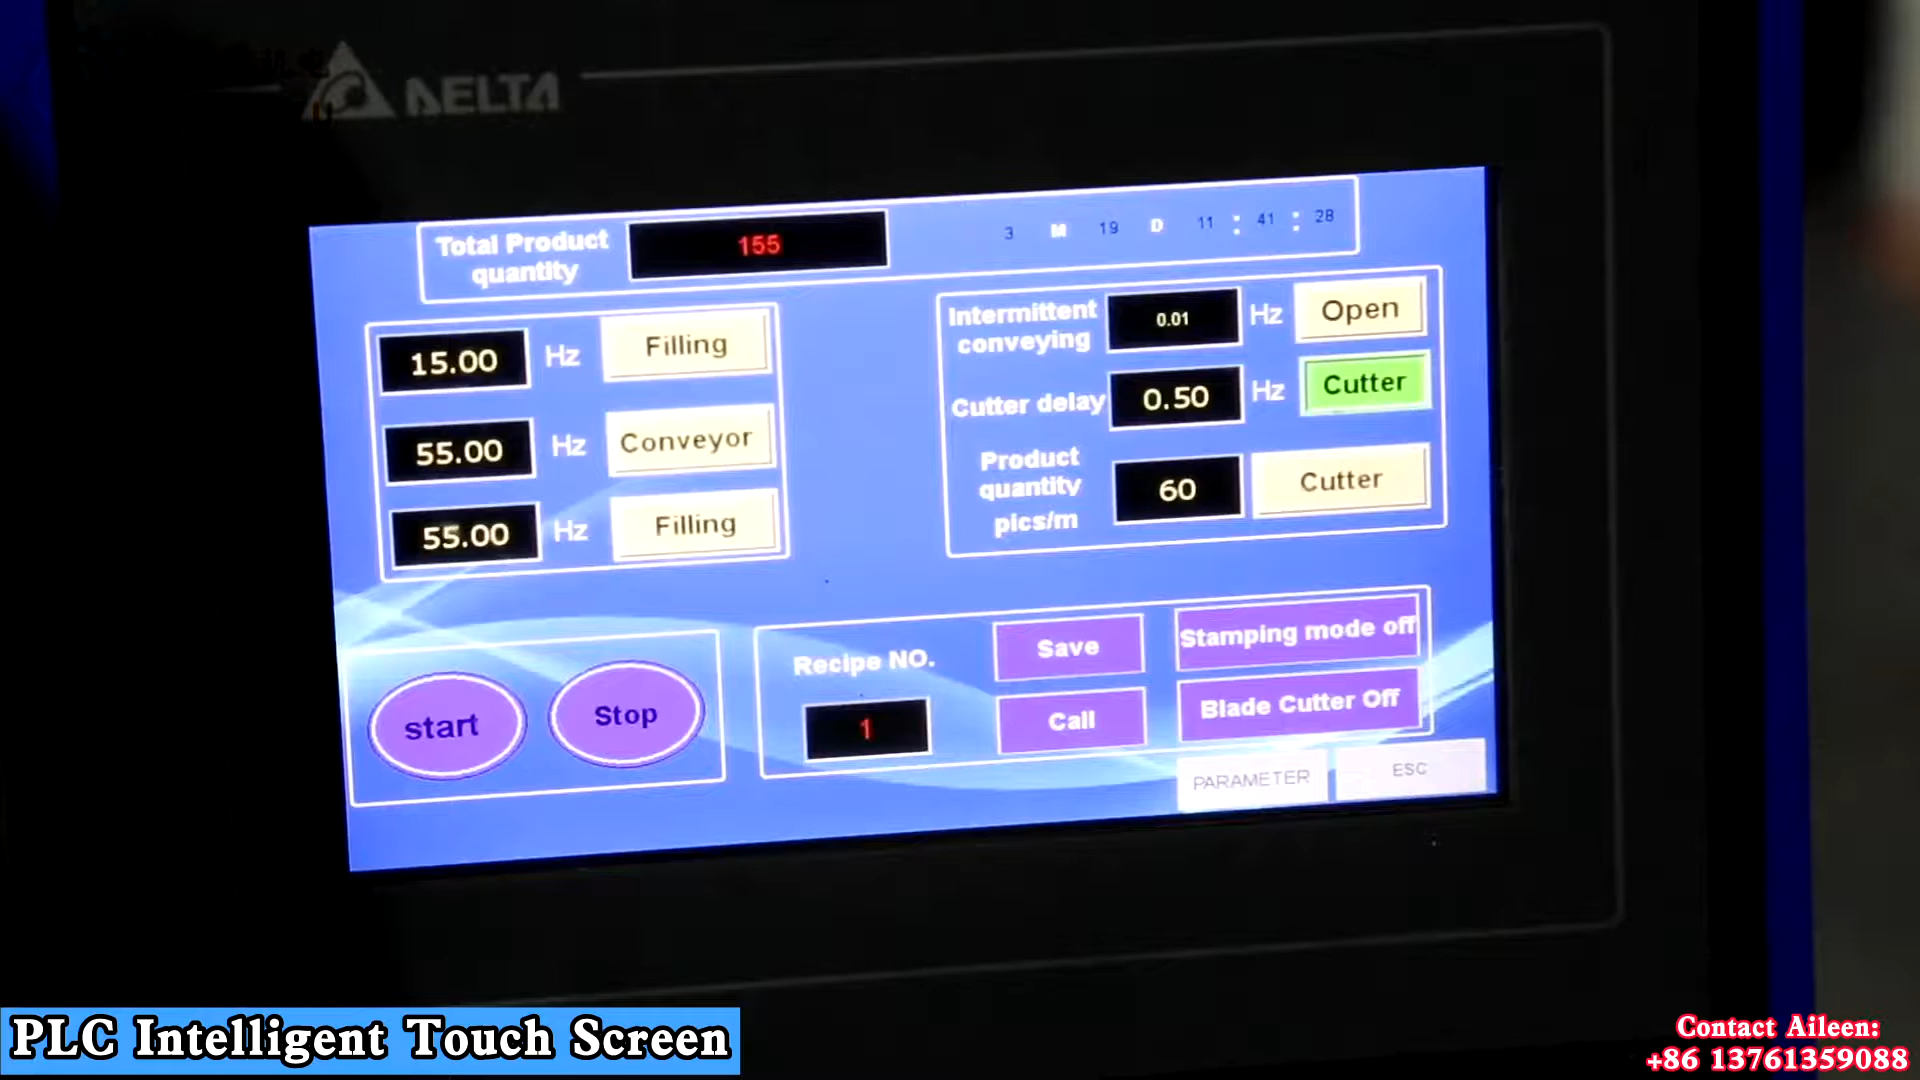 DELTA
Total Product
quantity
155
3 M 19 D 11 : 41 : 28
15.00 Hz Filling
55.00 Hz Conveyor
55.00 Hz Filling
Intermittent
conveying
0.01 Hz Open
Cutter delay 0.50 Hz Cutter
Product
quantity
pics/m
60 Cutter
start Stop
Recipe NO.
1
Save
Call
Stamping mode off
Blade Cutter Off
PARAMETER ESC
PLC Intelligent Touch Screen
Contact Aileen:
+86 13761359088